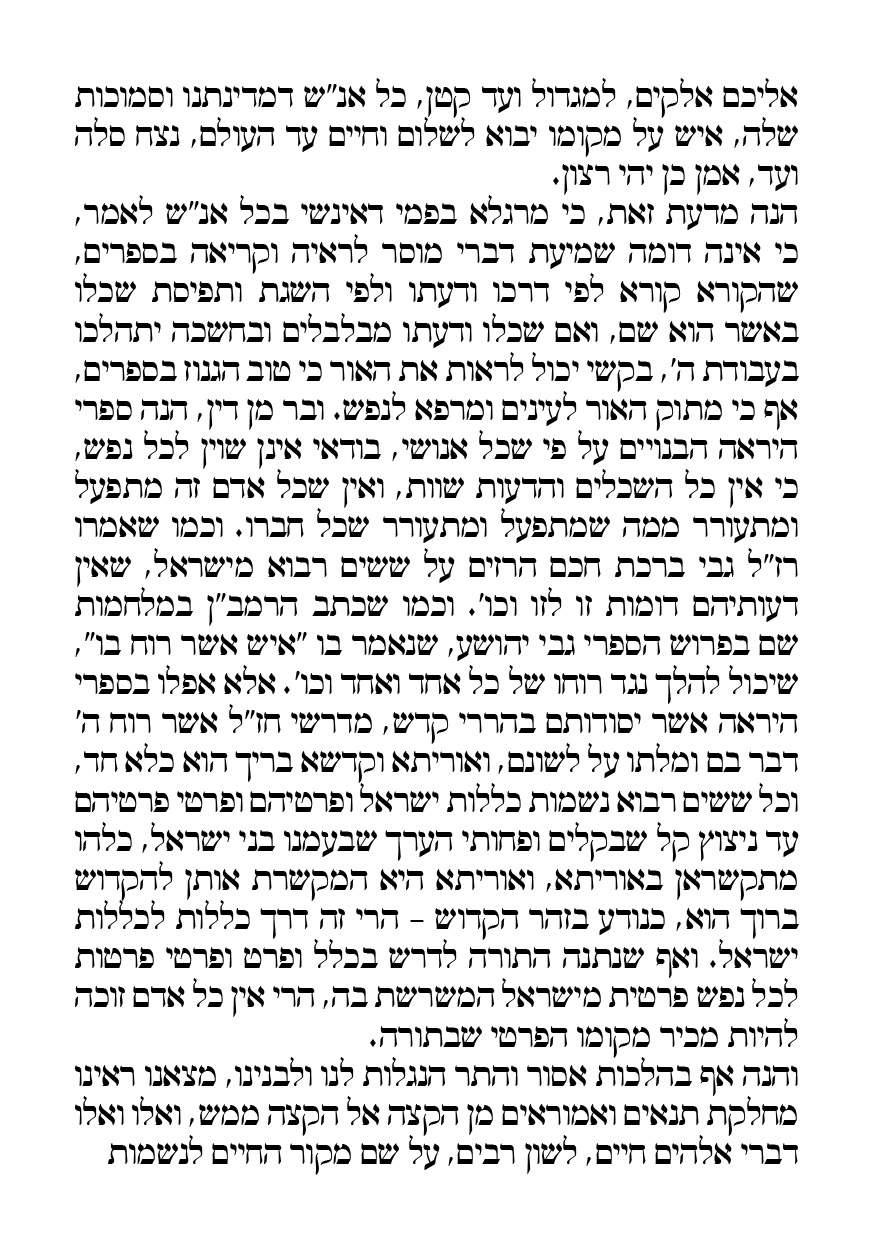 אליכם אלקים, למגדול ועד קטן, כל אנ"ש דמדינתנו וסמוכות
שלה, איש על מקומו יבוא לשלום וחיים עד העולם, נצח סלה
ועד, אמן כן יהי רצון.
הנה מדעת זאת, כי מרגלא בפמי דאינשי בכל אנ"ש לאמר,
כי אינה דומה שמיעת דברי מוסר לראיה וקריאה בספרים,
שהקורא קורא לפי דרכו ודעתו ולפי השגת ותפיסת שכלו
באשר הוא שם, ואם שכלו ודעתו מבלבלים ובחשכה יתהלכו
בעבודת ה', בקשי יכול לראות את האור כי טוב הגנוז בספרים,
אף כי מתוק האור לעינים ומרפא לנפש. ובר מן דין, הנה ספרי
היראה הבנויים על פי שכל אנושי, בודאי אינן שוין לכל נפש,
כי אין כל השכלים והדעות שוות, ואין שכל אדם זה מתפעל
ומתעורר ממה שמתפעל ומתעורר שכל חברו. וכמו שאמרו
רז"ל גבי ברכת חכם הרזים על ששים רבוא מישראל, שאין
דעותיהם דומות זו לזו וכו'. וכמו שכתב הרמב"ן במלחמות
שם בפרוש הספרי גבי יהושע, שנאמר בו "איש אשר רוח בו",
שיכול להלך נגד רוחו של כל אחד ואחד וכו'. אלא אפלו בספרי
היראה אשר יסודותם בהררי קדש, מדרשי חז"ל אשר רוח ה'
דבר בם ומלתו על לשונם, ואוריתא וקדשא בריך הוא כלא חד,
וכל ששים רבוא נשמות כללות ישראל ופרטיהם ופרטי פרטיהם
עד ניצוץ קל שבקלים ופחותי הערך שבעמנו בני ישראל, כלהו
מתקשראן באוריתא, ואוריתא היא המקשרת אותן להקדוש
ברוך הוא, כנודע בזהר הקדוש – הרי זה דרך כללות לכללות
ישראל. ואף שנתנה התורה לדרש בכלל ופרט ופרטי פרטות
לכל נפש פרטית מישראל המשרשת בה, הרי אין כל אדם זוכה
להיות מכיר מקומו הפרטי שבתורה.
והנה אף בהלכות אסור והתר הנגלות לנו ולבנינו, מצאנו ראינו
מחלקת תנאים ואמוראים מן הקצה אל הקצה ממש, ואלו ואלו
דברי אלהים חיים, לשון רבים, על שם מקור החיים לנשמות